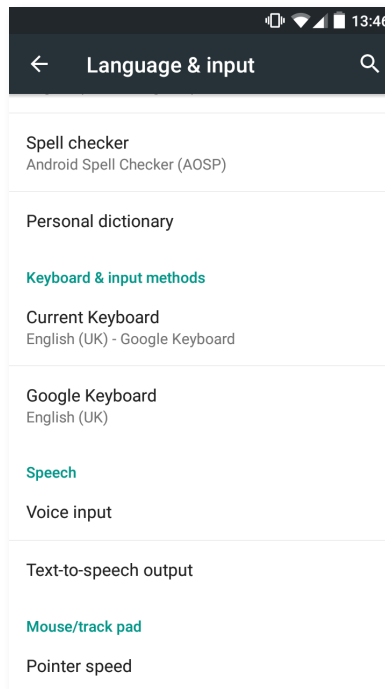 13:46
Language & input
Spell checker
Android Spell Checker (AOSP)
Personal dictionary
Keyboard & input methods
Current Keyboard
English (UK) - Google Keyboard
Google Keyboard
English (UK)
Speech
Voice input
Text-to-speech output
Mouse/track pad
Pointer speed